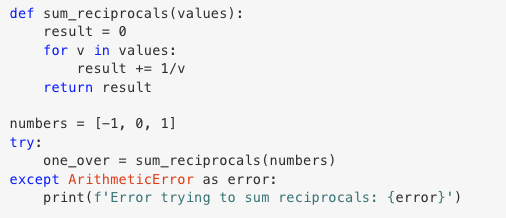 def sum_reciprocals(values):
    result = 0
    for v in values:
        result += 1/v
    return result

numbers = [-1, 0, 1]
try:
    one_over = sum_reciprocals(numbers)
except ArithmeticError as error:
    print(f'Error trying to sum reciprocals: {error}')